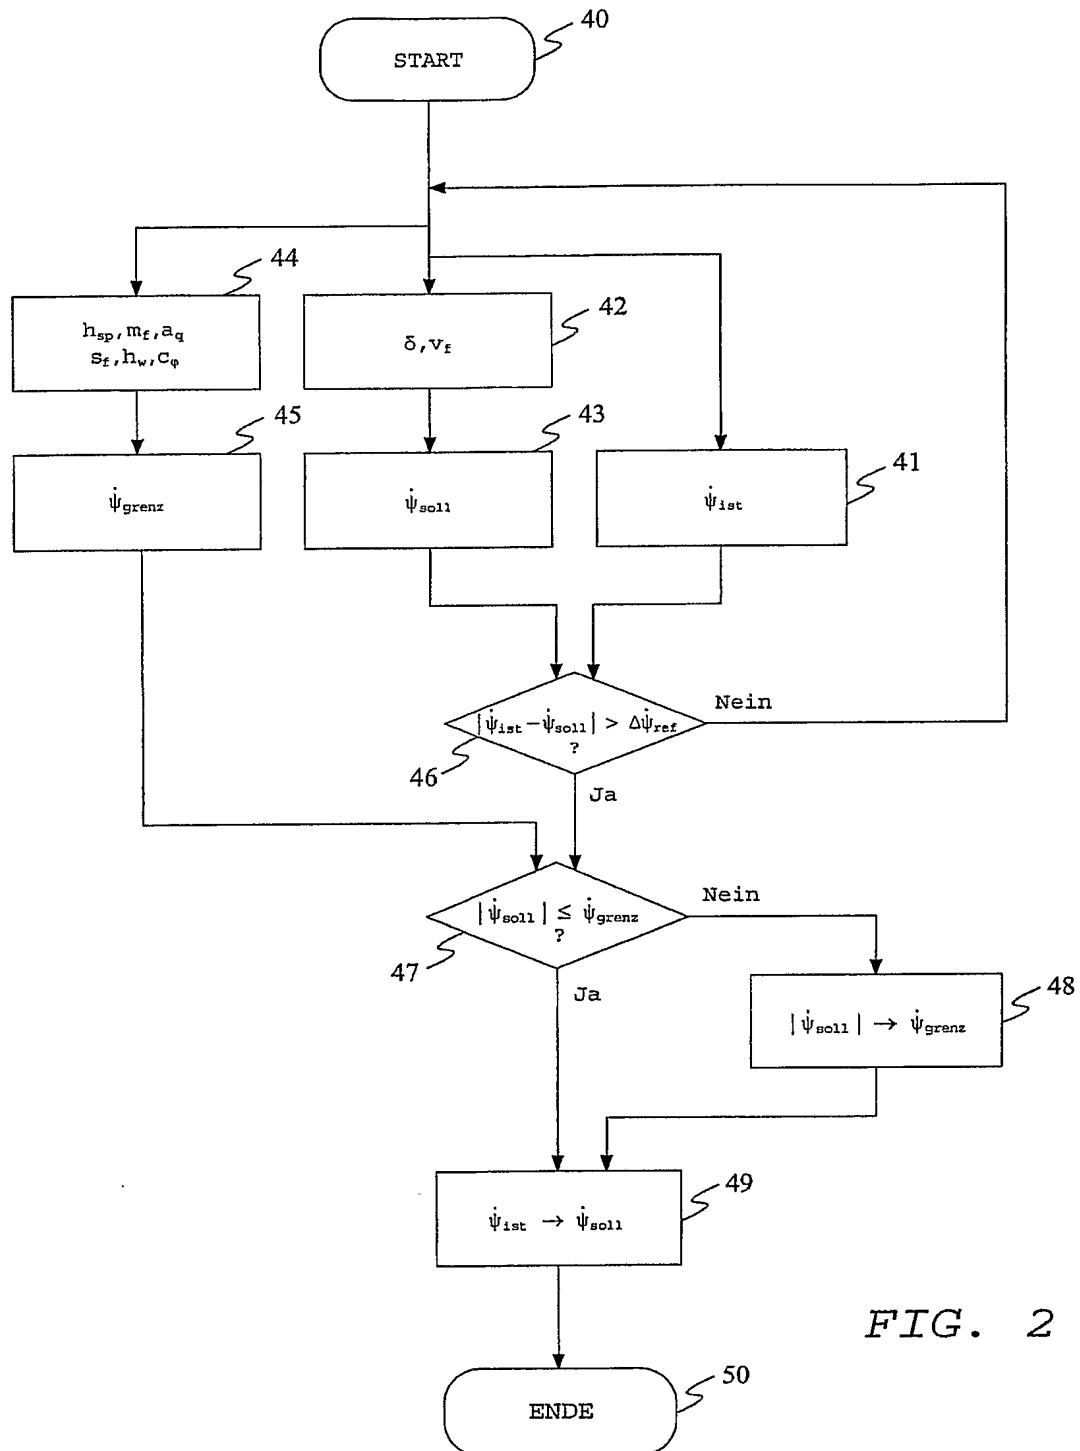 40
START
44
h_sp, m_f, a_q
s_f, h_w, c_φ
42
δ, v_f
45
ψ̇_grenz
43
ψ̇_soll
41
ψ̇_ist
|ψ̇_ist − ψ̇_soll| > Δψ̇_ref
?
Nein
46
Ja
|ψ̇_soll| ≤ ψ̇_grenz
?
Nein
47
Ja
48
|ψ̇_soll| → ψ̇_grenz
49
ψ̇_ist → ψ̇_soll
FIG. 2
50
ENDE